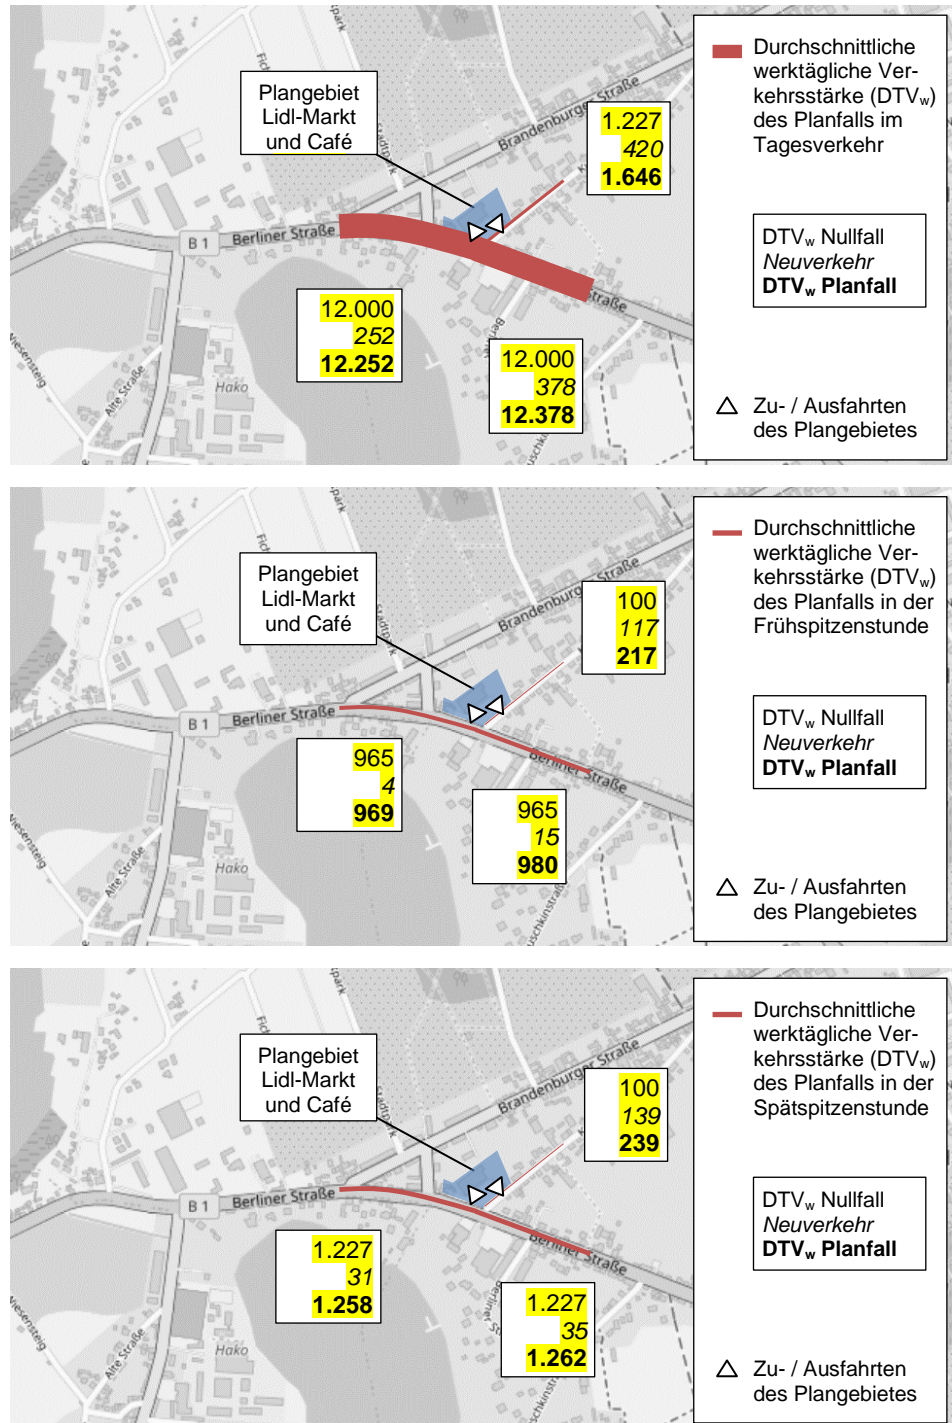 Plangebiet
Lidl-Markt
und Café
Brandenburger Straße
Berliner Straße
B 1
Straße
Hako
Alte Straße
Wiesensteig
stadtpark
1.227
420
1.646
12.000
252
12.252
12.000
378
12.378
Durchschnittliche
werktägliche Ver-
kehrsstärke (DTVw)
des Planfalls im
Tagesverkehr
DTVw Nullfall
Neuverkehr
DTVw Planfall
Zu- / Ausfahrten
des Plangebietes
Plangebiet
Lidl-Markt
und Café
Brandenburger Straße
Berliner Straße
B 1
Berliner Straße
Hako
Alte Straße
Wiesensteig
stadtpark
100
117
217
965
4
969
965
15
980
Durchschnittliche
werktägliche Ver-
kehrsstärke (DTVw)
des Planfalls in der
Frühspitzenstunde
DTVw Nullfall
Neuverkehr
DTVw Planfall
Zu- / Ausfahrten
des Plangebietes
Plangebiet
Lidl-Markt
und Café
Brandenburger Straße
Berliner Straße
B 1
Berliner Straße
Hako
Alte Straße
Wiesensteig
stadtpark
100
139
239
1.227
31
1.258
1.227
35
1.262
Durchschnittliche
werktägliche Ver-
kehrsstärke (DTVw)
des Planfalls in der
Spätspitzenstunde
DTVw Nullfall
Neuverkehr
DTVw Planfall
Zu- / Ausfahrten
des Plangebietes